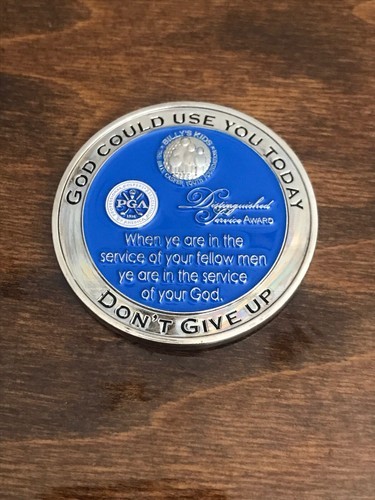 GOD COULD USE YOU TODAY
BILLY'S KIDS
PGA
1916
Distinguished
Service AWARD
When ye are in the
service of your fellow men
ye are in the service
of your God.
DON'T GIVE UP